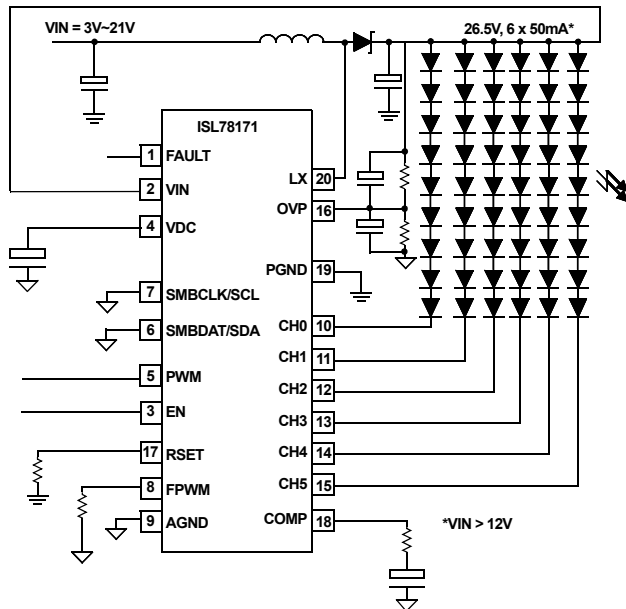 VIN = 3V~21V
26.5V, 6 x 50mA*
ISL78171
1 FAULT
2 VIN
4 VDC
7 SMBCLK/SCL
6 SMBDAT/SDA
5 PWM
3 EN
17 RSET
8 FPWM
9 AGND
LX 20
OVP 16
PGND 19
CH0 10
CH1 11
CH2 12
CH3 13
CH4 14
CH5 15
COMP 18
*VIN > 12V